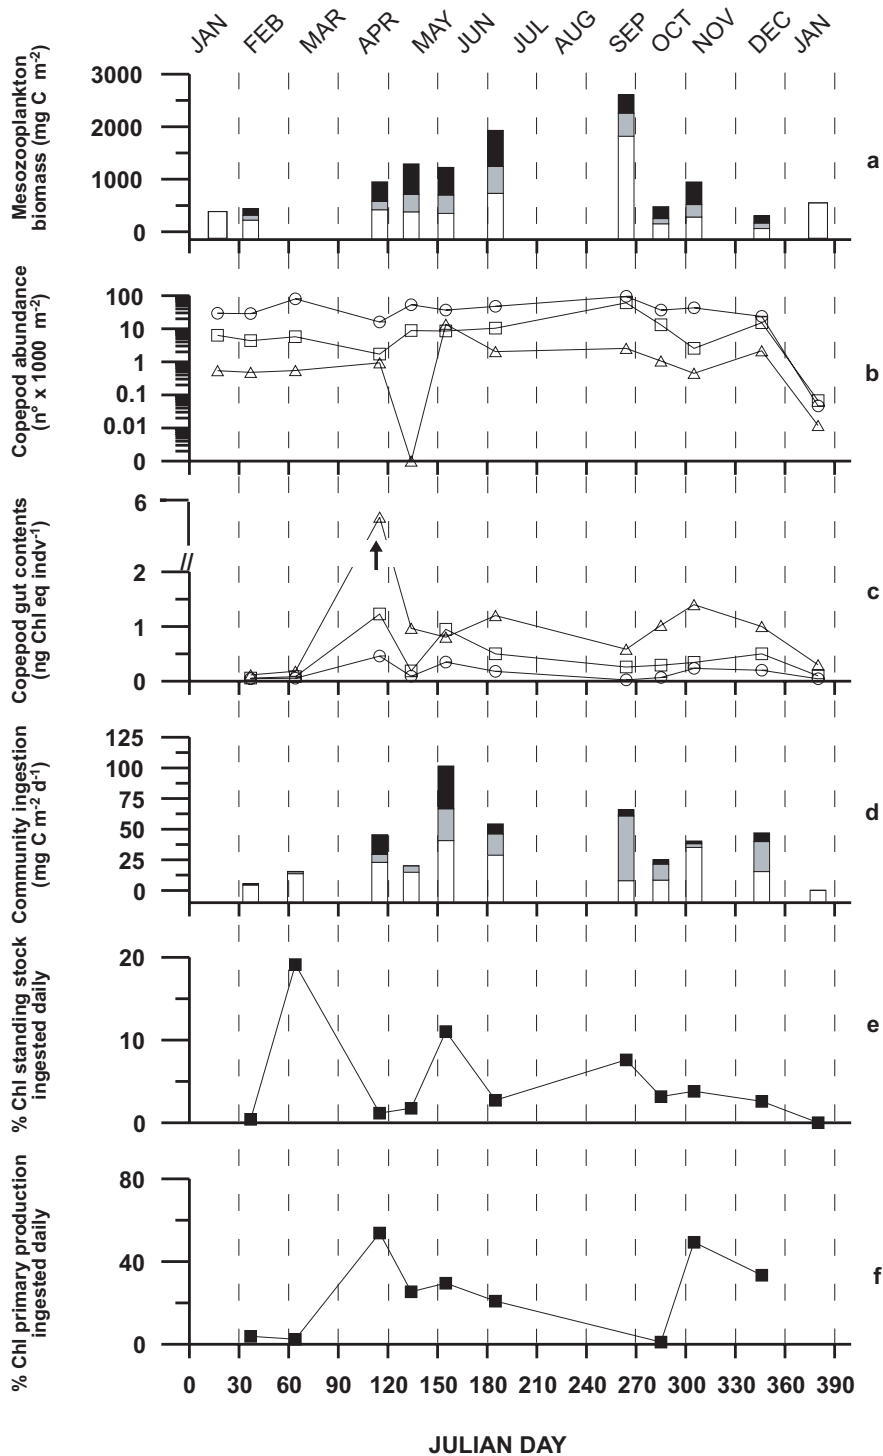 JAN FEB MAR APR MAY JUN JUL AUG SEP OCT NOV DEC JAN
Mesozooplankton
biomass (mg C m-2)
3000
2000
1000
0
a
Copepod abundance
(nº x 1000 m-2)
100
10
1
0.1
0.01
0
b
Copepod gut contents
(ng Chl eq indv-1)
6
//
2
1
0
c
Community ingestion
(mg C m-2 d-1)
125
100
75
50
25
0
d
% Chl standing stock
ingested daily
20
10
0
e
% Chl primary production
ingested daily
80
40
0
f
0 30 60 90 120 150 180 210 240 270 300 330 360 390
JULIAN DAY